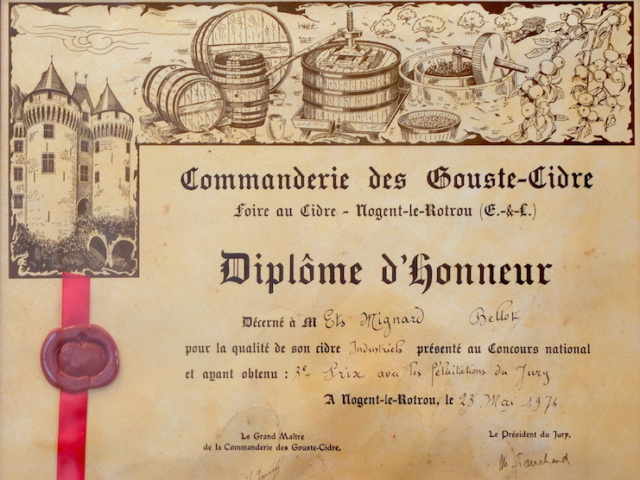 Commanderie des Gouste-Cidre
Foire au Cidre - Nogent-le-Rotrou (E.-&-L.)
Diplôme d'Honneur
Décerné à M Ets Mignard Bellot
pour la qualité de son cidre Industriels présenté au Concours national
et ayant obtenu : 3e Prix avec les félicitations du Jury
A Nogent-le-Rotrou, le 23 Mai 1976
Le Grand Maître
de la Commanderie des Gouste-Cidre,
Le Président du Jury,